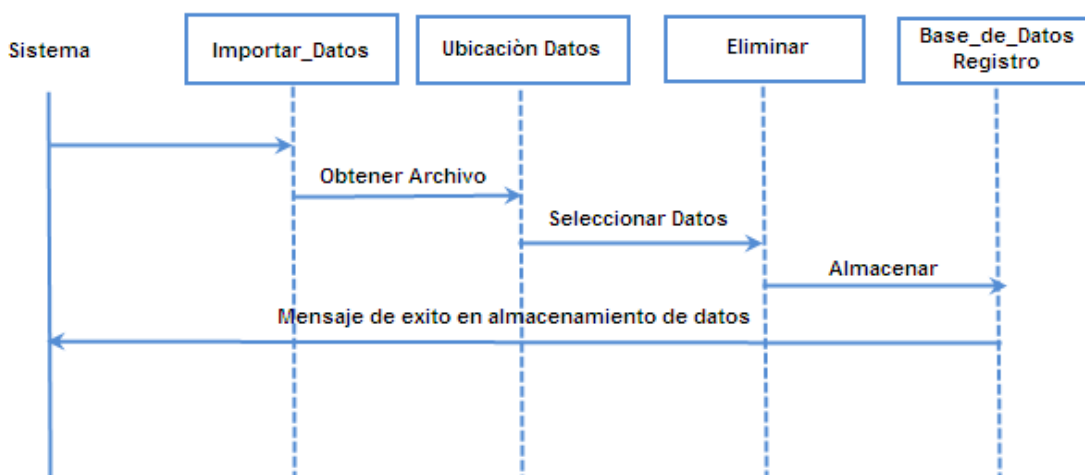 Sistema
Importar_Datos
Ubicaciòn Datos
Eliminar
Base_de_Datos
Registro
Obtener Archivo
Seleccionar Datos
Almacenar
Mensaje de exito en almacenamiento de datos